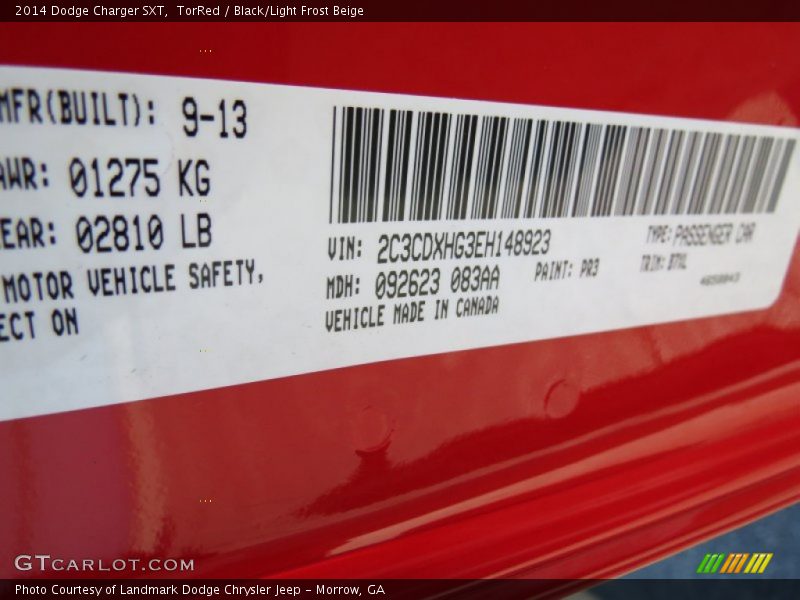 2014 Dodge Charger SXT,  TorRed / Black/Light Frost Beige
MFR(BUILT): 9-13
AWR: 01275 KG
EAR: 02810 LB
MOTOR VEHICLE SAFETY,
ECT ON
VIN: 2C3CDXHG3EH148923
TYPE: PASSENGER CAR
MDH: 092623 083AA
PAINT: PR3
TRIM:
VEHICLE MADE IN CANADA
GTCARLOT.COM
Photo Courtesy of Landmark Dodge Chrysler Jeep - Morrow, GA